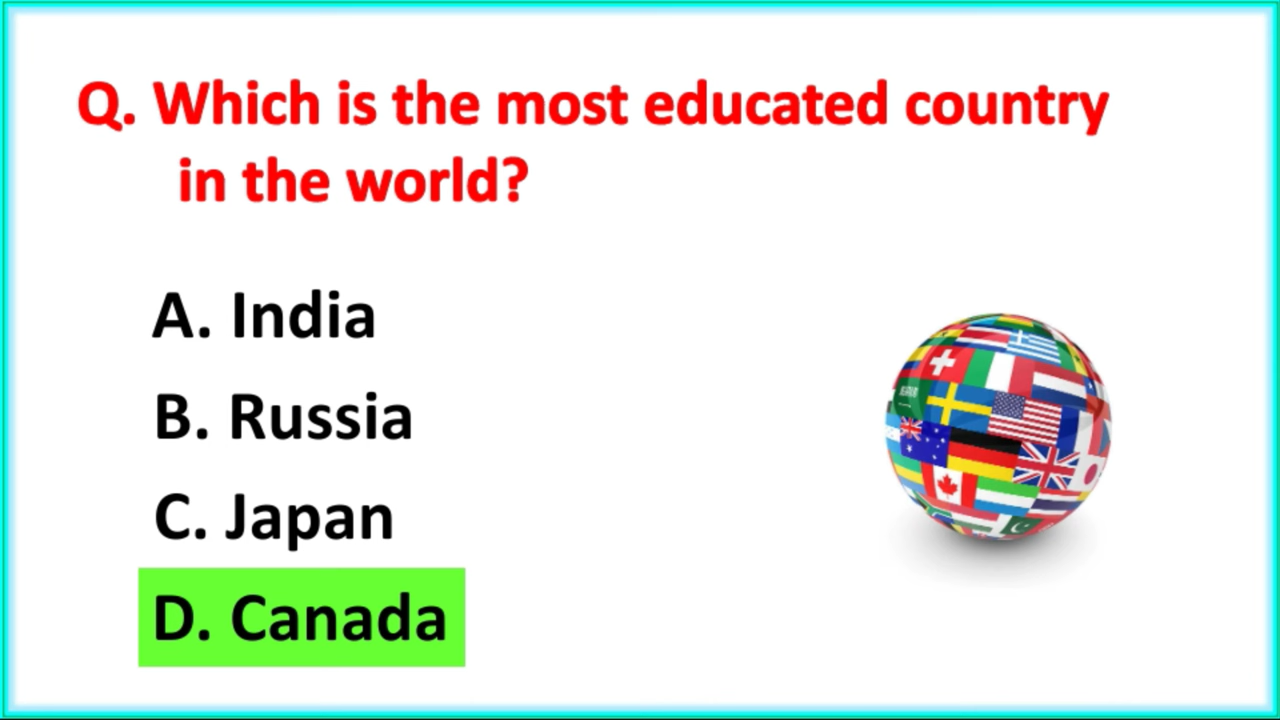 Q. Which is the most educated country
in the world?
A. India
B. Russia
C. Japan
D. Canada